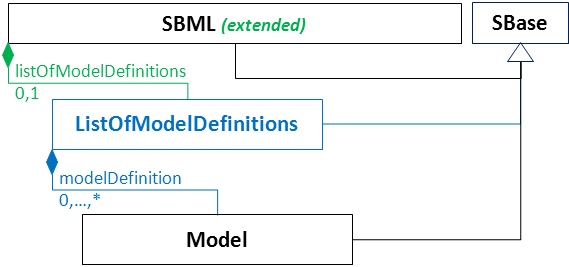 SBML (extended)
SBase
listOfModelDefinitions
0,1
ListOfModelDefinitions
modelDefinition
0,...,*
Model